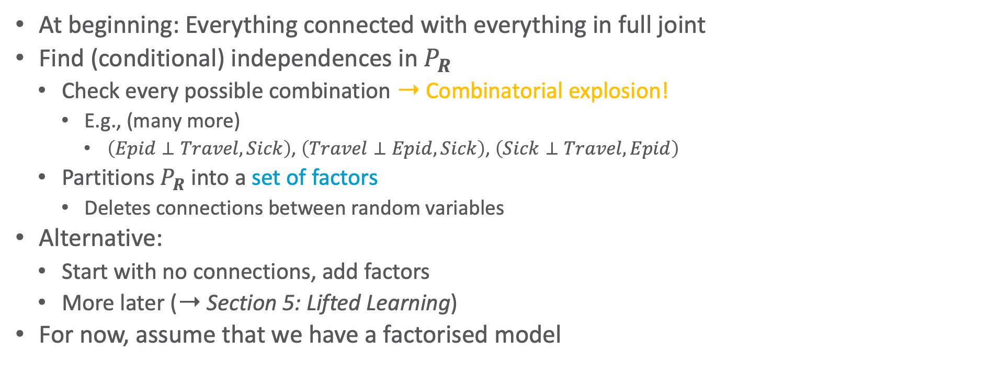 • At beginning: Everything connected with everything in full joint
• Find (conditional) independences in P_R
• Check every possible combination → Combinatorial explosion!
• E.g., (many more)
• (Epid ⊥ Travel, Sick), (Travel ⊥ Epid, Sick), (Sick ⊥ Travel, Epid)
• Partitions P_R into a set of factors
• Deletes connections between random variables
• Alternative:
• Start with no connections, add factors
• More later (→ Section 5: Lifted Learning)
• For now, assume that we have a factorised model